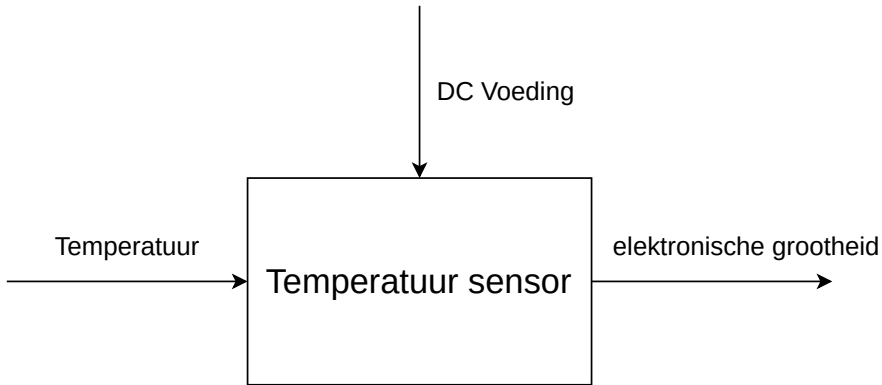 DC Voeding
Temperatuur
elektronische grootheid
Temperatuur sensor